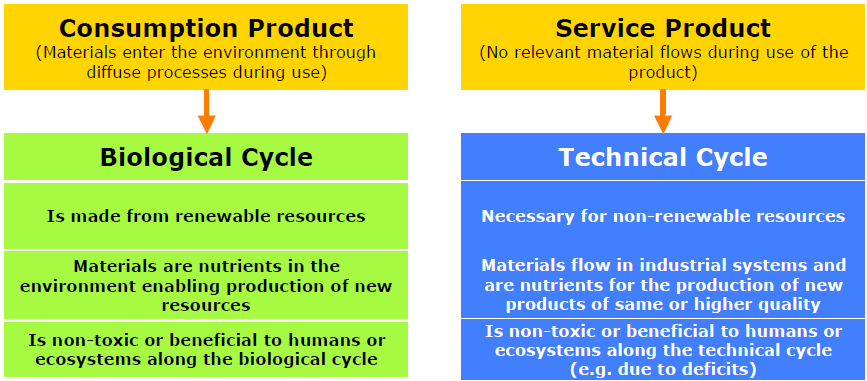 Consumption Product
(Materials enter the environment through
diffuse processes during use)
Biological Cycle
Is made from renewable resources
Materials are nutrients in the
environment enabling production of new
resources
Is non-toxic or beneficial to humans or
ecosystems along the biological cycle
Service Product
(No relevant material flows during use of the
product)
Technical Cycle
Necessary for non-renewable resources
Materials flow in industrial systems and
are nutrients for the production of new
products of same or higher quality
Is non-toxic or beneficial to humans or
ecosystems along the technical cycle
(e.g. due to deficits)